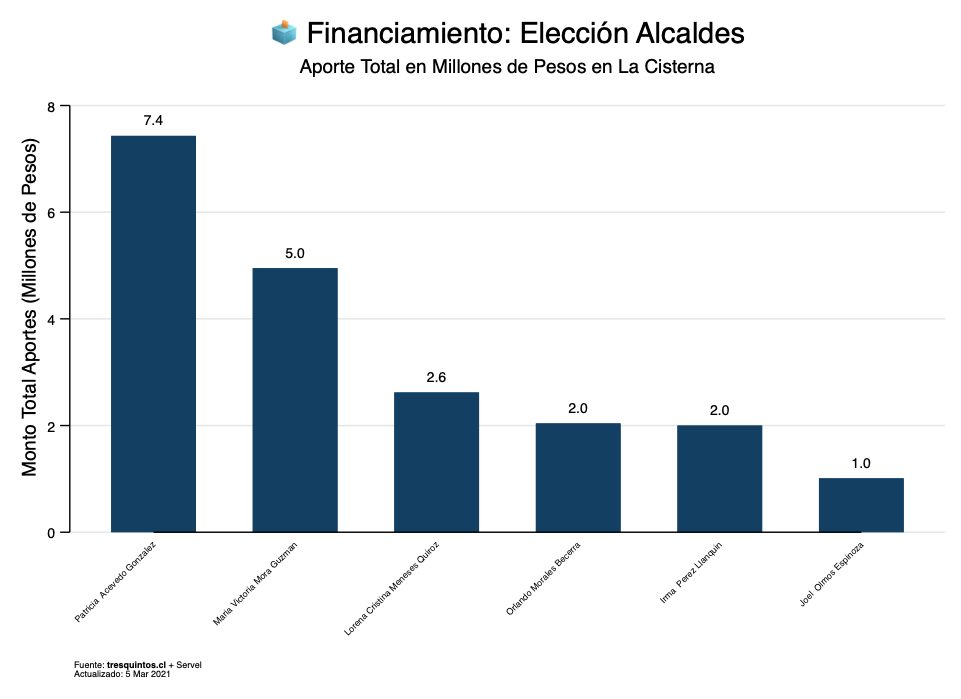 Financiamiento: Elección Alcaldes
Aporte Total en Millones de Pesos en La Cisterna
Monto Total Aportes (Millones de Pesos)
8
6
4
2
0
7.4
5.0
2.6
2.0
2.0
1.0
Patricia Acevedo Gonzalez
Maria Victoria Mora Guzman
Lorena Cristina Meneses Quiroz
Orlando Morales Becerra
Irma Perez Llanquin
Joel Olmos Espinoza
Fuente: tresquintos.cl + Servel
Actualizado: 5 Mar 2021